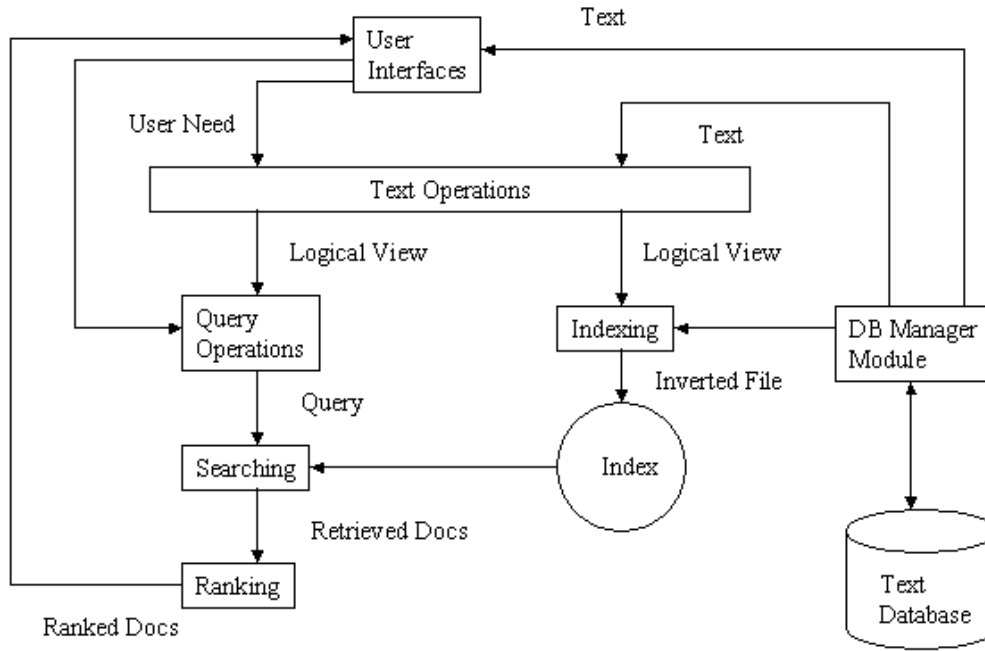 Text
User
Interfaces
User Need
Text
Text Operations
Logical View
Logical View
Query
Operations
Indexing
DB Manager
Module
Inverted File
Query
Searching
Index
Retrieved Docs
Ranking
Text
Database
Ranked Docs